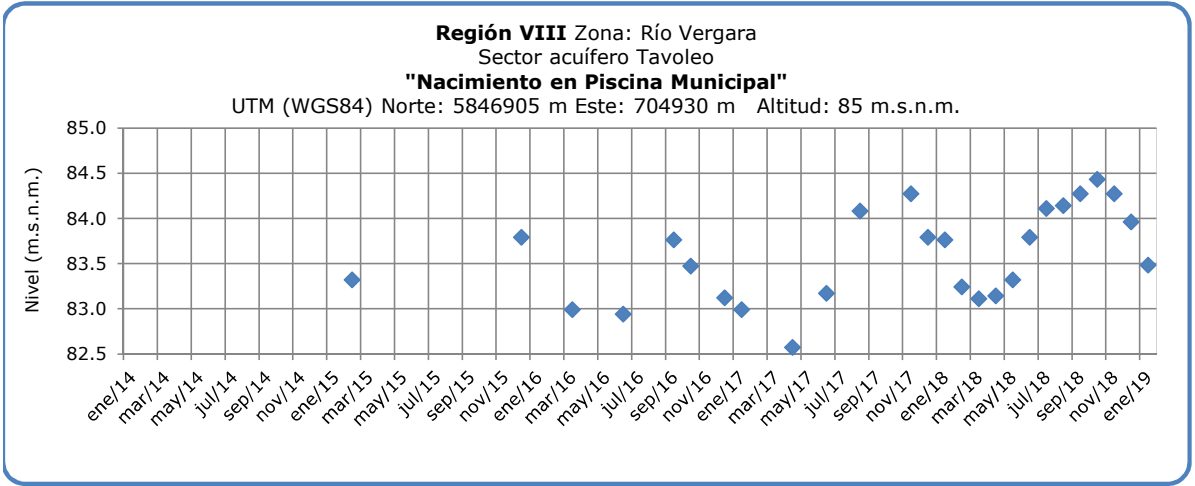 Región VIII Zona: Río Vergara
Sector acuífero Tavoleo
"Nacimiento en Piscina Municipal"
UTM (WGS84) Norte: 5846905 m Este: 704930 m Altitud: 85 m.s.n.m.
Nivel (m.s.n.m.)
85.0
84.5
84.0
83.5
83.0
82.5
ene/14
mar/14
may/14
jul/14
sep/14
nov/14
ene/15
mar/15
may/15
jul/15
sep/15
nov/15
ene/16
mar/16
may/16
jul/16
sep/16
nov/16
ene/17
mar/17
may/17
jul/17
sep/17
nov/17
ene/18
mar/18
may/18
jul/18
sep/18
nov/18
ene/19